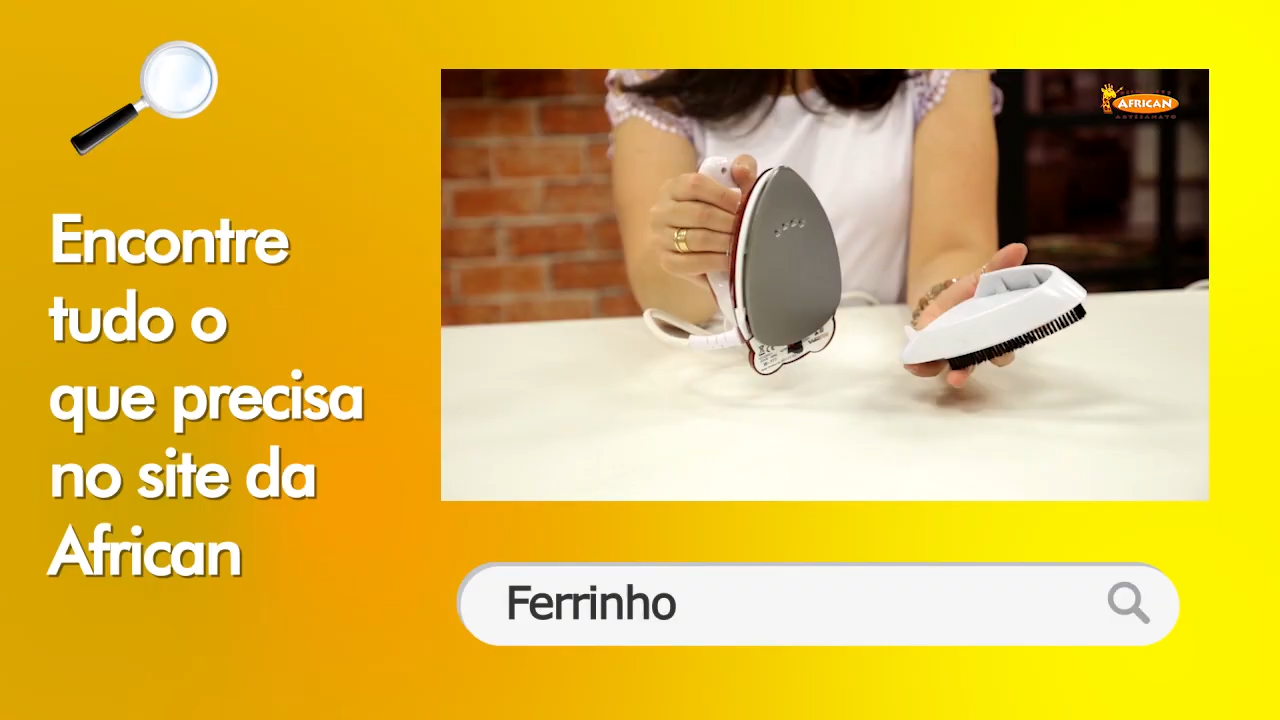 Encontre
tudo o
que precisa
no site da
African
AFRICAN
ARTESANATO
Ferrinho